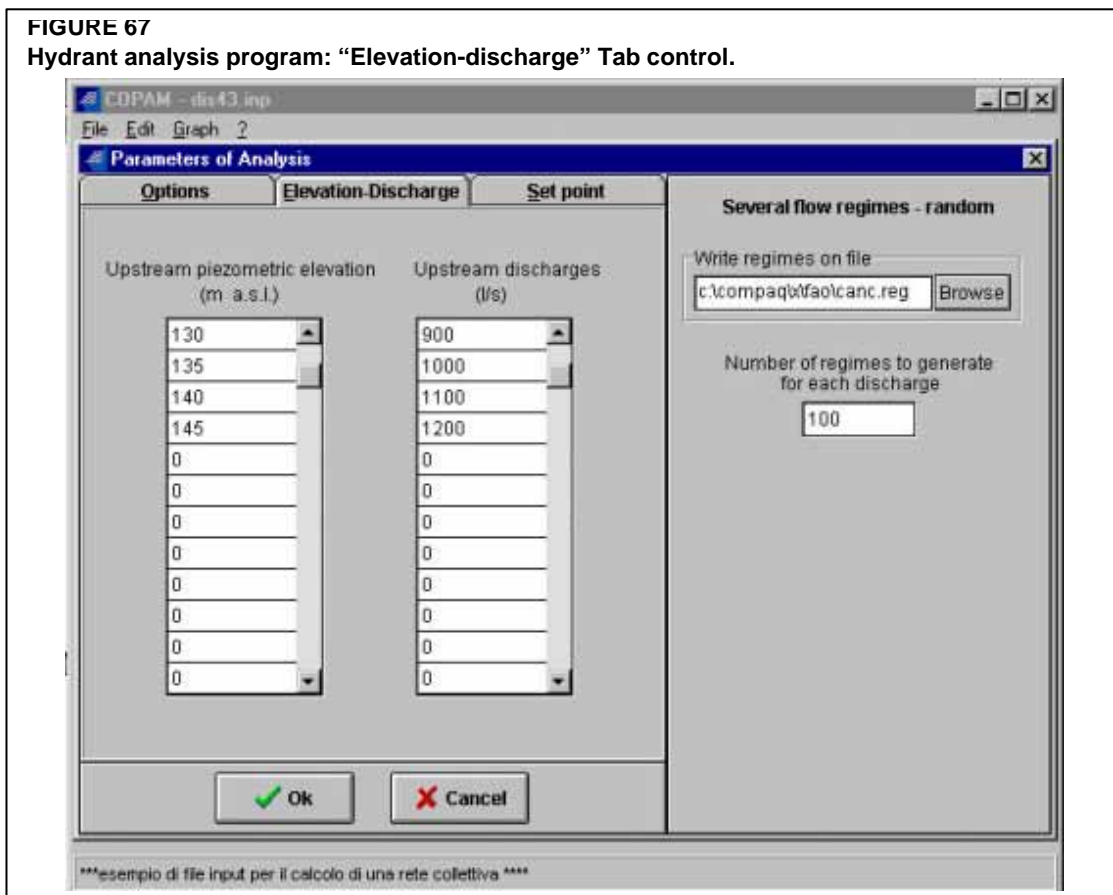 FIGURE 67
Hydrant analysis program: “Elevation-discharge” Tab control.
COPAM - dis43.inp
File Edit Graph ?
Parameters of Analysis
Options Elevation-Discharge Set point
Several flow regimes - random
Upstream piezometric elevation
(m a.s.l.)
Upstream discharges
(l/s)
130 900
135 1000
140 1100
145 1200
0 0
0 0
0 0
0 0
0 0
0 0
0 0
0 0
Write regimes on file
c:\compaq\x\fao\canc.reg Browse
Number of regimes to generate
for each discharge
100
Ok Cancel
***esempio di file input per il calcolo di una rete collettiva ****